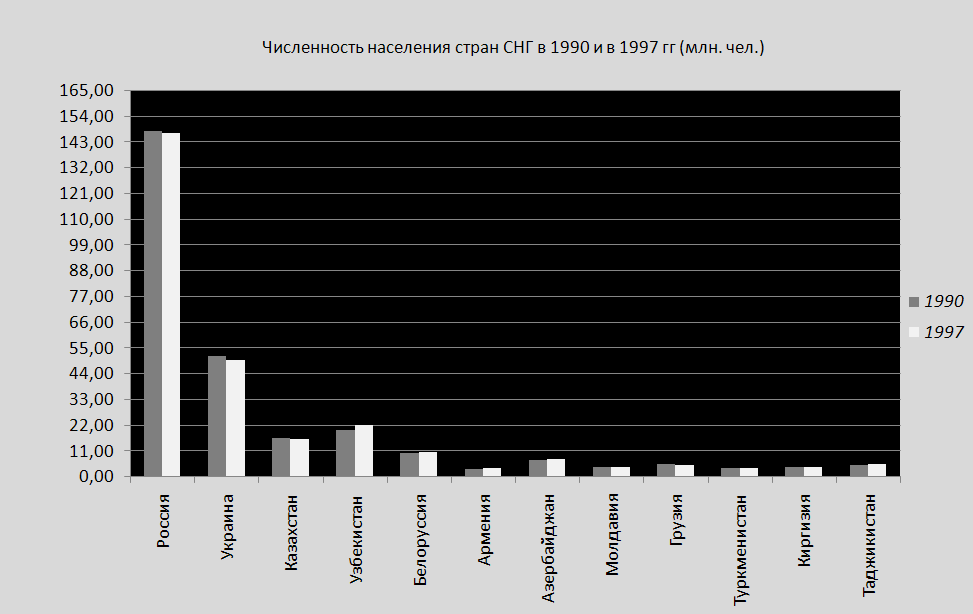 Численность населения стран СНГ в 1990 и в 1997 гг (млн. чел.)
165,00
154,00
143,00
132,00
121,00
110,00
99,00
88,00
77,00
66,00
55,00
44,00
33,00
22,00
11,00
0,00
Россия
Украина
Казахстан
Узбекистан
Белоруссия
Армения
Азербайджан
Молдавия
Грузия
Туркменистан
Киргизия
Таджикистан
1990
1997